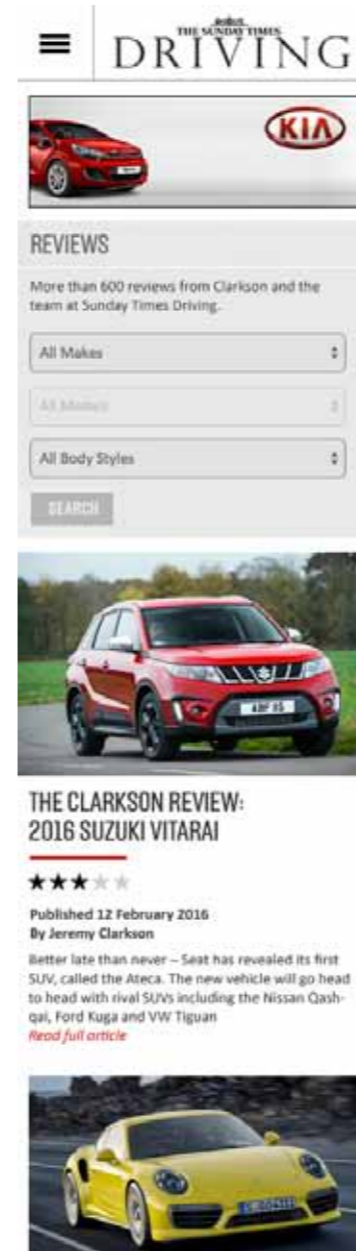 THE SUNDAY TIMES
DRIVING
KIA
REVIEWS
More than 600 reviews from Clarkson and the
team at Sunday Times Driving.
All Makes
All Models
All Body Styles
SEARCH
THE CLARKSON REVIEW:
2016 SUZUKI VITARAI
Published 12 February 2016
By Jeremy Clarkson
Better late than never – Seat has revealed its first
SUV, called the Ateca. The new vehicle will go head
to head with rival SUVs including the Nissan Qash-
qai, Ford Kuga and VW Tiguan
Read full article